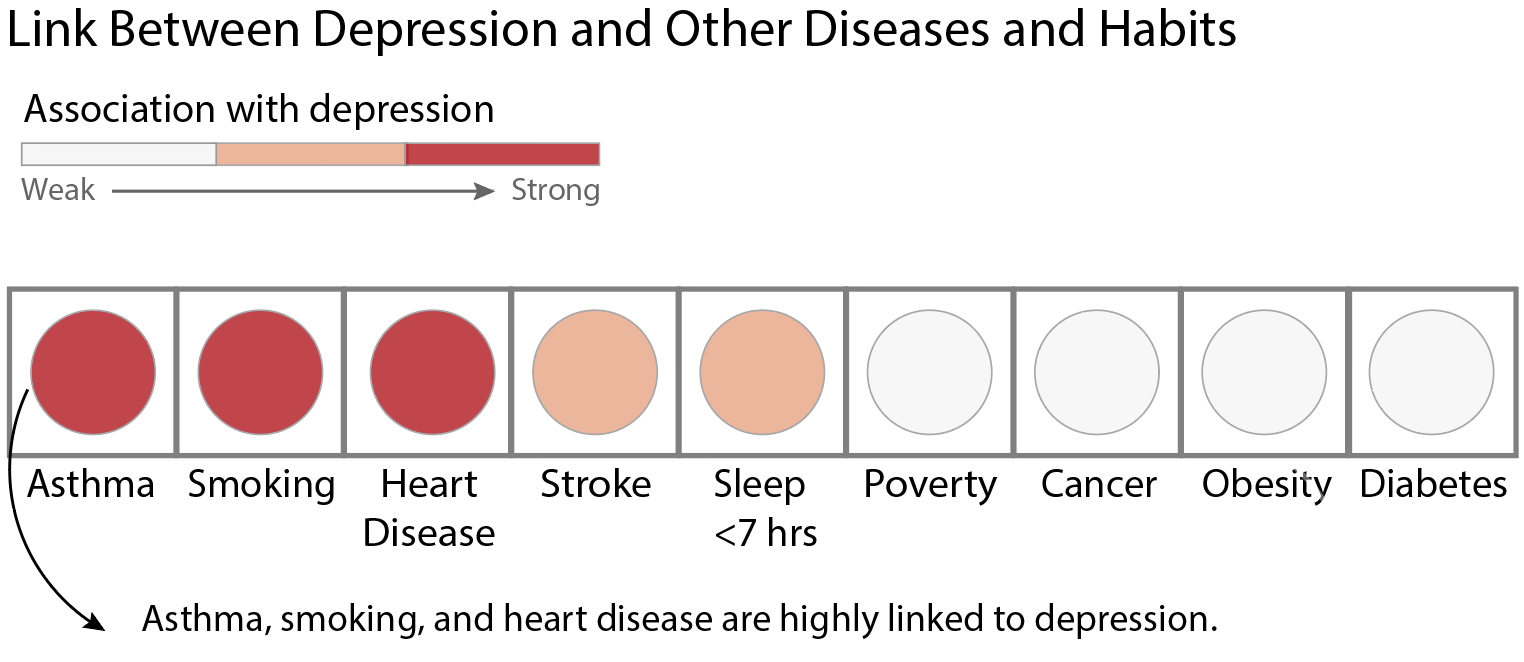 Link Between Depression and Other Diseases and Habits
Association with depression
Weak Strong
Asthma Smoking Heart Stroke Sleep Poverty Cancer Obesity Diabetes
Disease <7 hrs
Asthma, smoking, and heart disease are highly linked to depression.